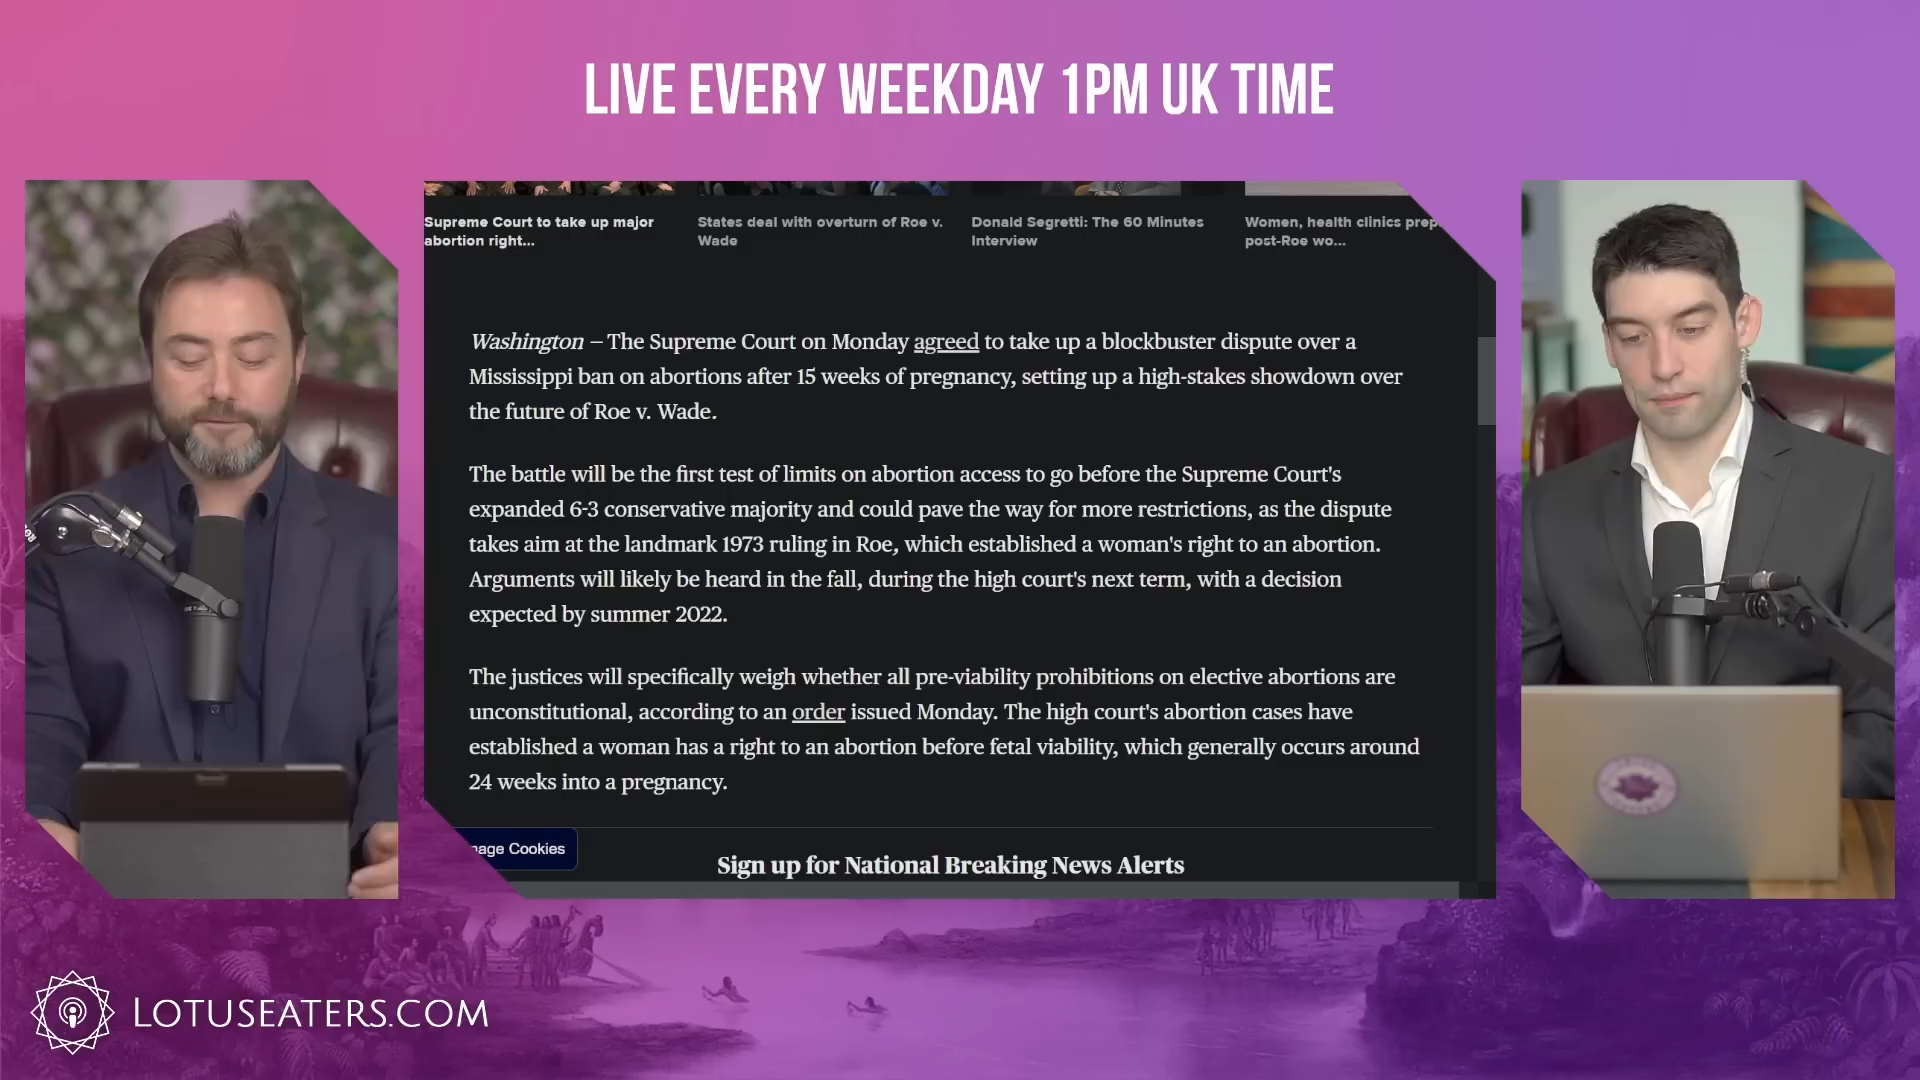 LIVE EVERY WEEKDAY 1PM UK TIME
Supreme Court to take up major
abortion right...
States deal with overturn of Roe v.
Wade
Donald Segretti: The 60 Minutes
Interview
Women, health clinics prep
post-Roe wo...
Washington — The Supreme Court on Monday agreed to take up a blockbuster dispute over a
Mississippi ban on abortions after 15 weeks of pregnancy, setting up a high-stakes showdown over
the future of Roe v. Wade.
The battle will be the first test of limits on abortion access to go before the Supreme Court's
expanded 6-3 conservative majority and could pave the way for more restrictions, as the dispute
takes aim at the landmark 1973 ruling in Roe, which established a woman's right to an abortion.
Arguments will likely be heard in the fall, during the high court's next term, with a decision
expected by summer 2022.
The justices will specifically weigh whether all pre-viability prohibitions on elective abortions are
unconstitutional, according to an order issued Monday. The high court's abortion cases have
established a woman has a right to an abortion before fetal viability, which generally occurs around
24 weeks into a pregnancy.
nage Cookies
Sign up for National Breaking News Alerts
LOTUSEATERS.COM